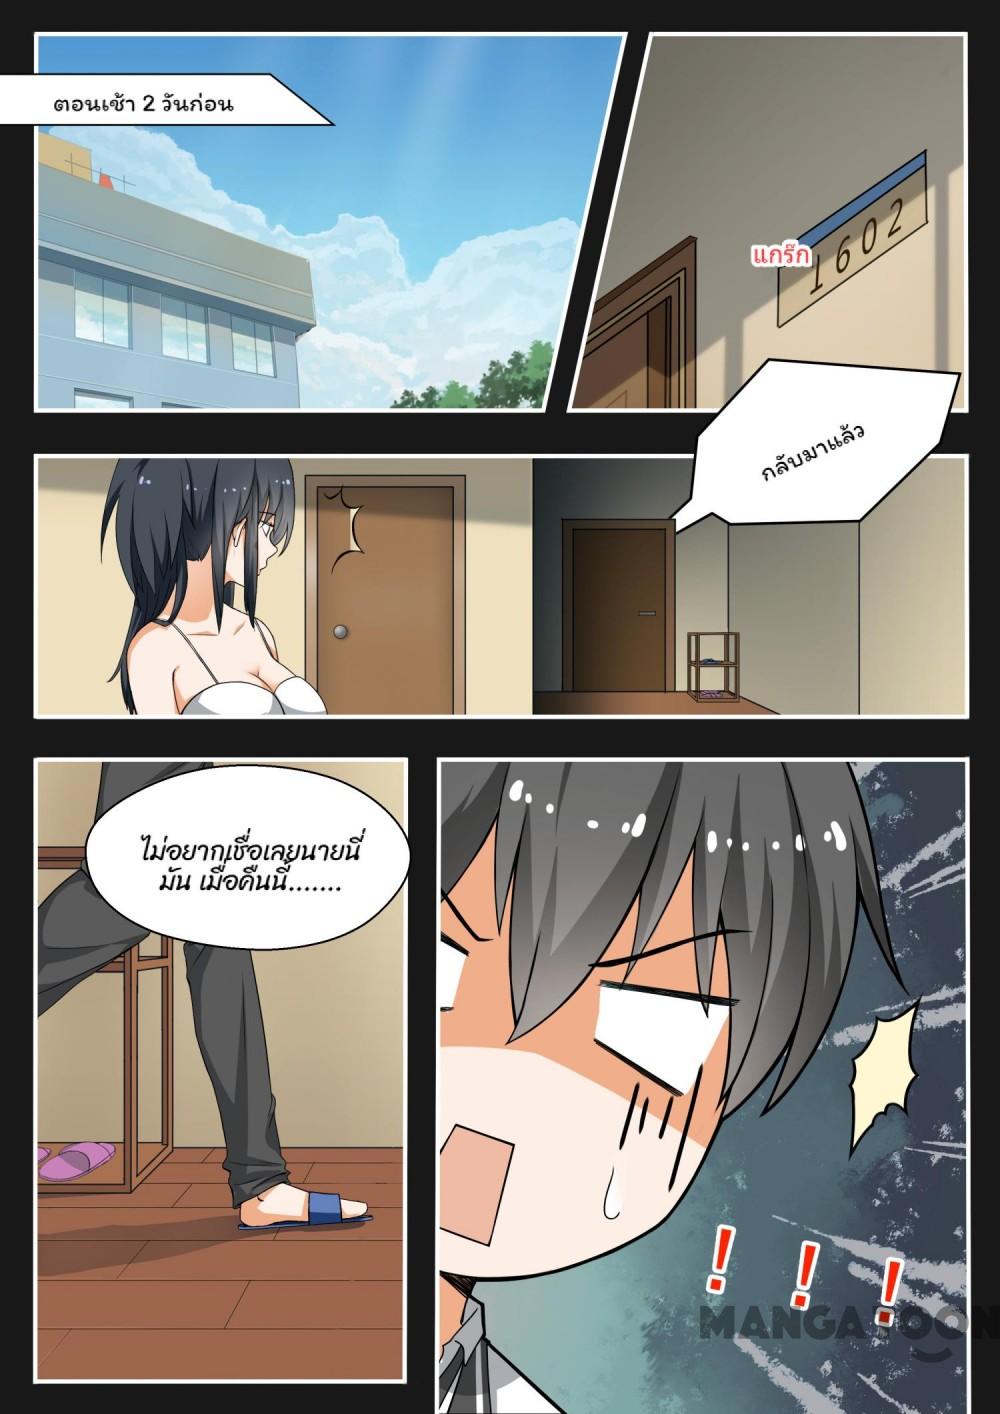 ตอนเช้า 2 วันก่อน
แกร๊ก
1602
กลับมาแล้ว
ไม่อยากเชื่อเลยนายนี่
มัน เมื่อคืนนี้.......
! ! !
MANGATOON